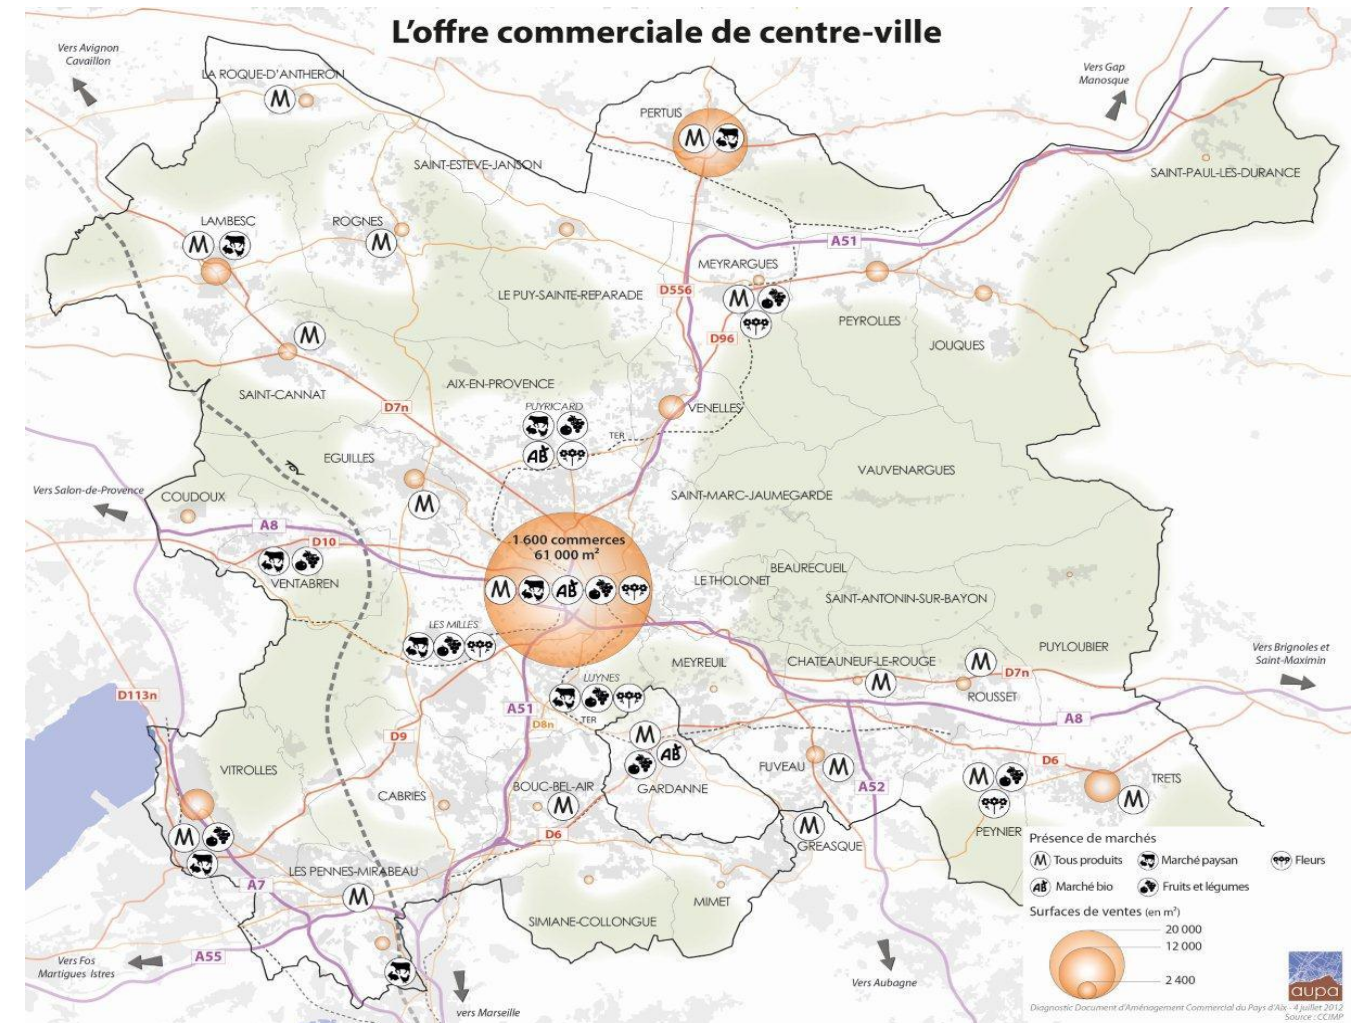 L'offre commerciale de centre-ville
Vers Avignon
Cavaillon
LA ROQUE-D'ANTHERON
M
Vers Gap
Manosque
PERTUIS
M
SAINT-ESTEVE-JANSON
SAINT-PAUL-LES-DURANCE
LAMBESC
M
ROGNES
M
A51
MEYRARGUES
M
D556
LE PUY-SAINTE-REPARADE
PEYROLLES
D96
JOUQUES
M
SAINT-CANNAT
AIX-EN-PROVENCE
D7n
PUYRICARD
AB
VENELLES
TER
EGUILLES
M
VAUVENARGUES
Vers Salon-de-Provence
COUDOUX
SAINT-MARC-JAUMEGARDE
A8
D10
VENTABREN
1 600 commerces
61 000 m²
M
AB
LE THOLONET
BEAURECUEIL
SAINT-ANTONIN-SUR-BAYON
LES MILLES
PUYLOUBIER
Vers Brignoles et
Saint-Maximin
MEYREUIL
CHATEAUNEUF-LE-ROUGE
M
M
D7n
ROUSSET
LUYNES
D113n
A51
D8n
TER
A8
D9
M
AB
GARDANNE
VITROLLES
M
FUVEAU
M
A52
D6
M
TRETS
M
PEYNIER
CABRIES
BOUC-BEL-AIR
M
D6
M
GREASQUE
LES PENNES-MIRABEAU
M
A7
MIMET
SIMIANE-COLLONGUE
A55
Vers Fos
Martigues Istres
vers Marseille
Vers Aubagne
Présence de marchés
M Tous produits
Marché paysan
Fleurs
AB Marché bio
Fruits et légumes
Surfaces de ventes (en m²)
20 000
12 000
2 400
aupa
Diagnostic Document d'Aménagement Commercial du Pays d'Aix - 4 juillet 2012
Source : CCIMP